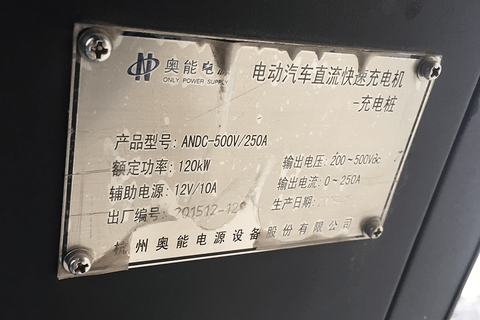 奥能电源
ONLY POWER SUPPLY
电动汽车直流快速充电机
-充电桩
产品型号: ANDC-500V/250A
额定功率: 120kW
输出电压: 200~500Vdc
辅助电源: 12V/10A
输出电流: 0~250A
出厂编号:
生产日期:
杭州奥能电源设备股份有限公司